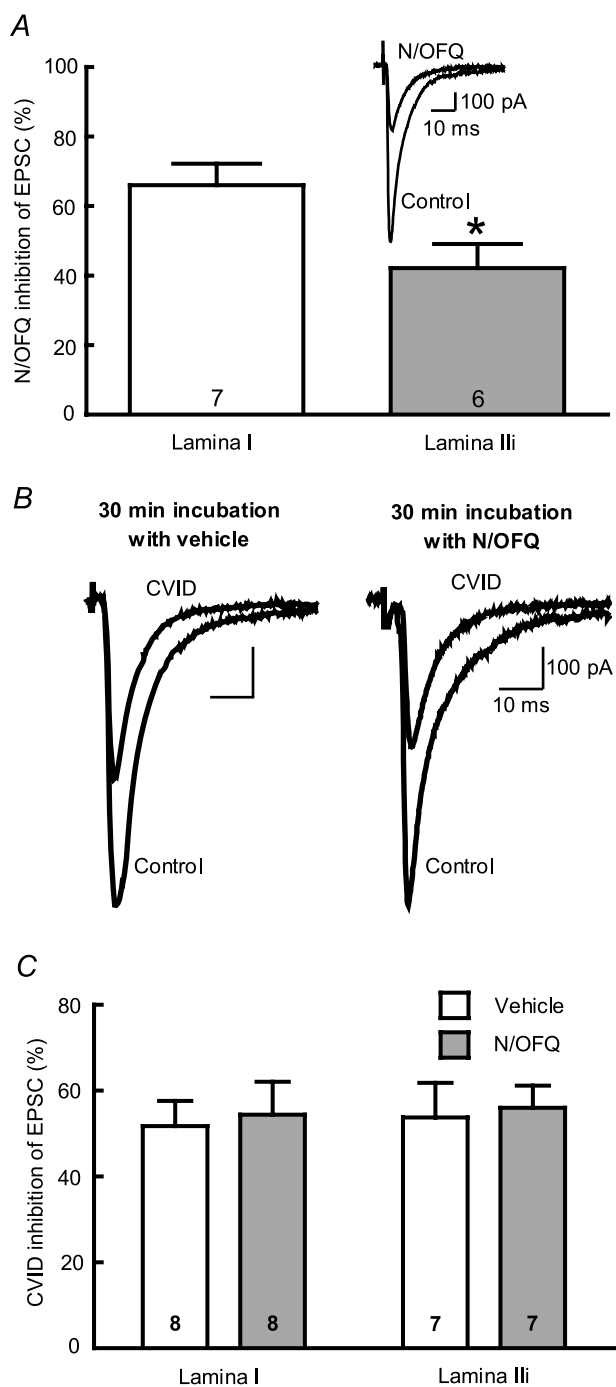 A
N/OFQ inhibition of EPSC (%)
100
80
60
40
20
0
N/OFQ
100 pA
10 ms
Control
*
7
6
Lamina I
Lamina IIi
B
30 min incubation
with vehicle
30 min incubation
with N/OFQ
CVID
Control
CVID
100 pA
10 ms
Control
C
CVID inhibition of EPSC (%)
80
60
40
20
0
Vehicle
N/OFQ
8
8
7
7
Lamina I
Lamina IIi